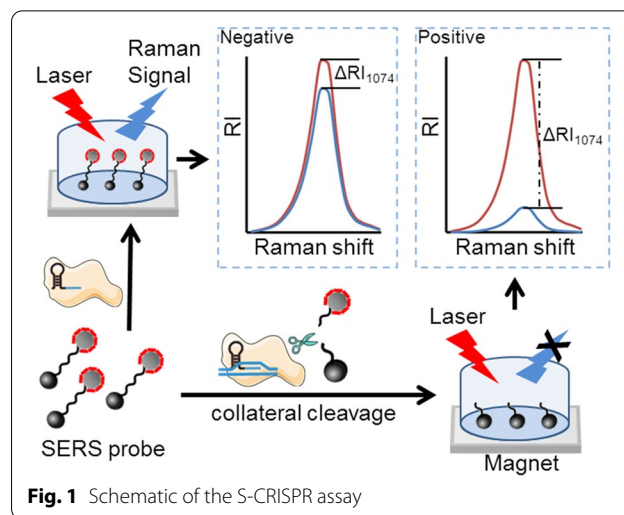 Laser
Raman
Signal
Negative
RI
ΔRI1074
Raman shift
Positive
RI
ΔRI1074
Raman shift
SERS probe
collateral cleavage
Laser
Magnet
Fig. 1 Schematic of the S-CRISPR assay